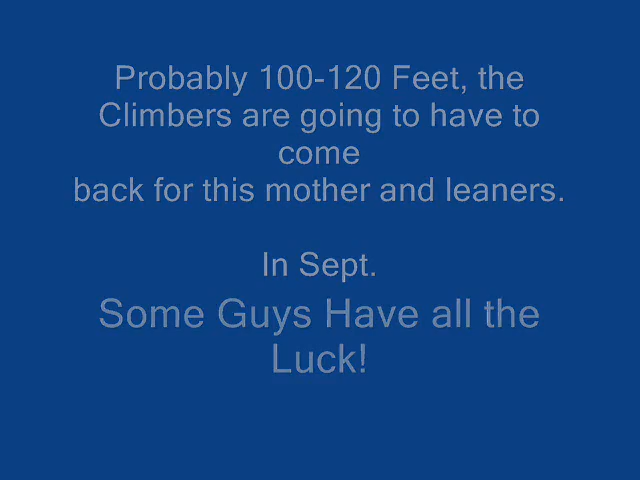 Probably 100-120 Feet, the
Climbers are going to have to
come
back for this mother and leaners.
In Sept.
Some Guys Have all the
Luck!